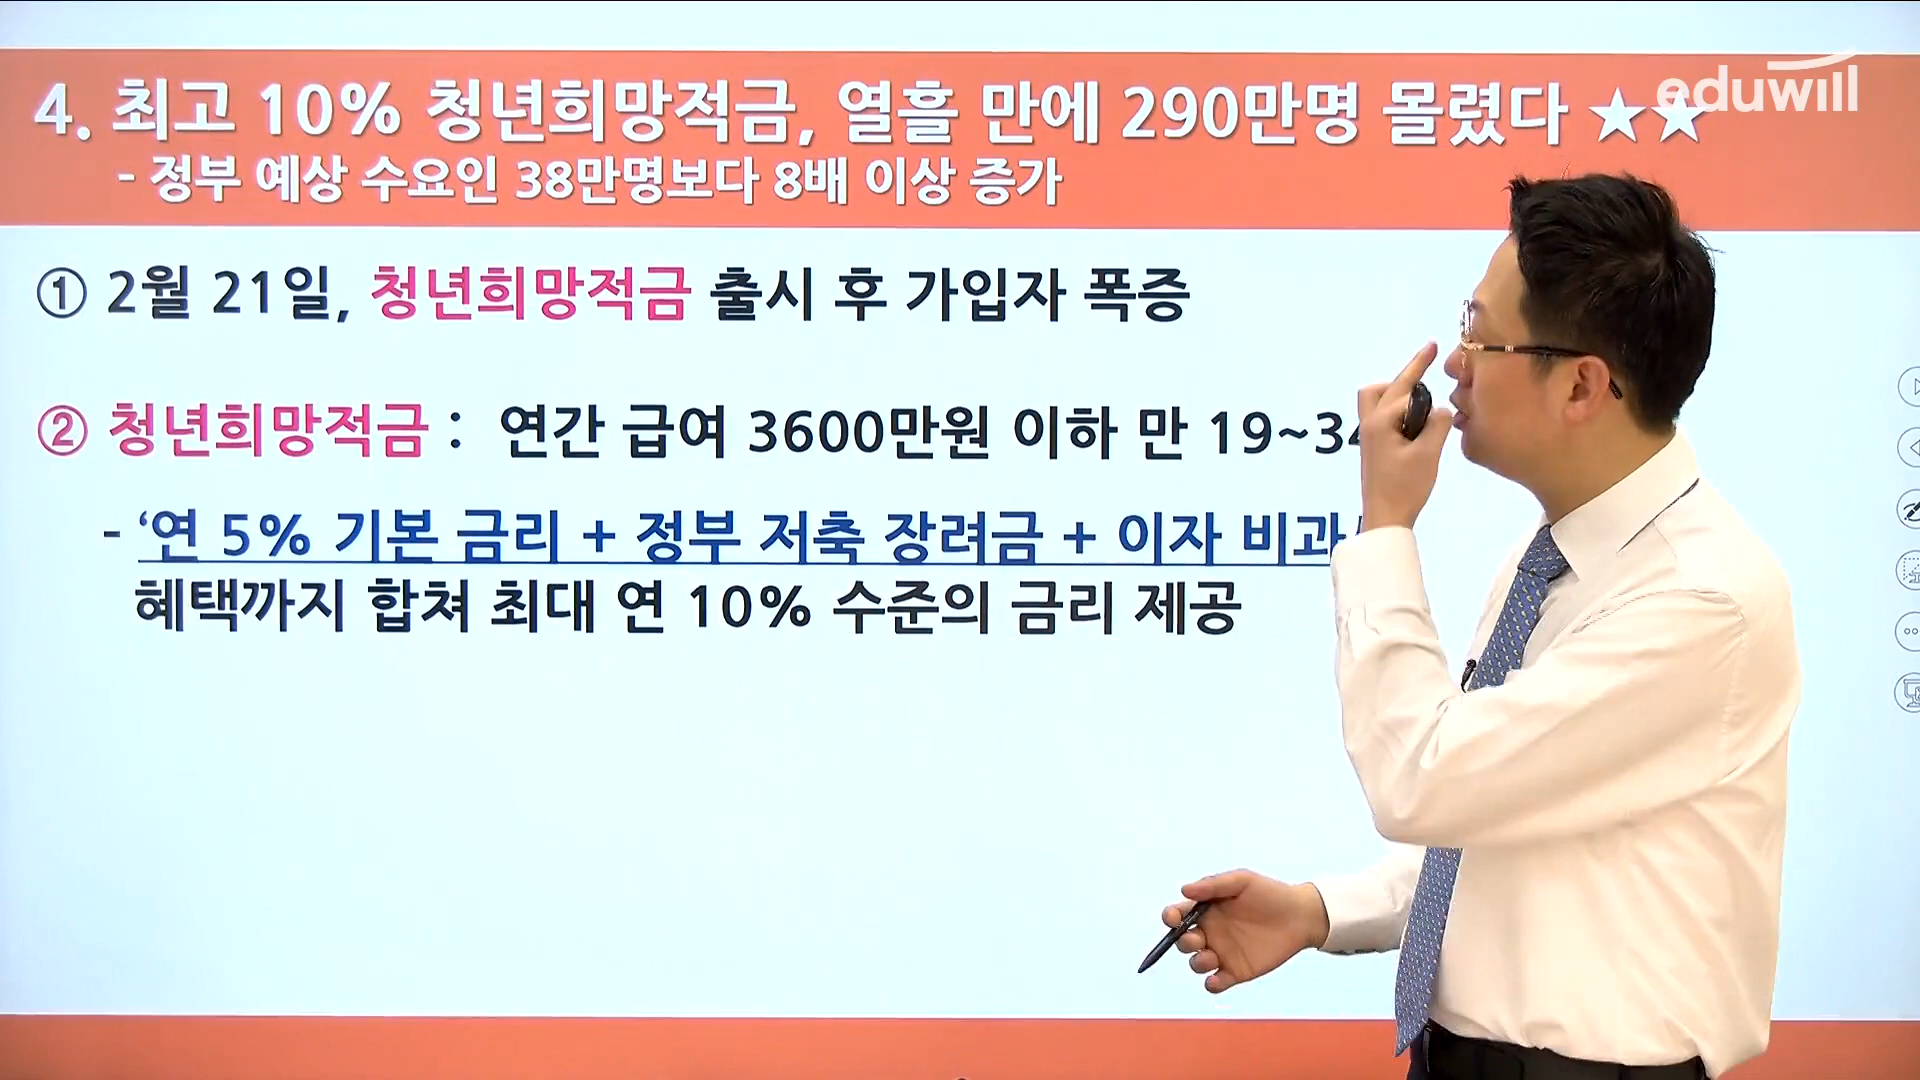 eduwill
4. 최고 10% 청년희망적금, 열흘 만에 290만명 몰렸다 ★★
- 정부 예상 수요인 38만명보다 8배 이상 증가
① 2월 21일, 청년희망적금 출시 후 가입자 폭증
② 청년희망적금 : 연간 급여 3600만원 이하 만 19~34
- ‘연 5% 기본 금리 + 정부 저축 장려금 + 이자 비과
혜택까지 합쳐 최대 연 10% 수준의 금리 제공